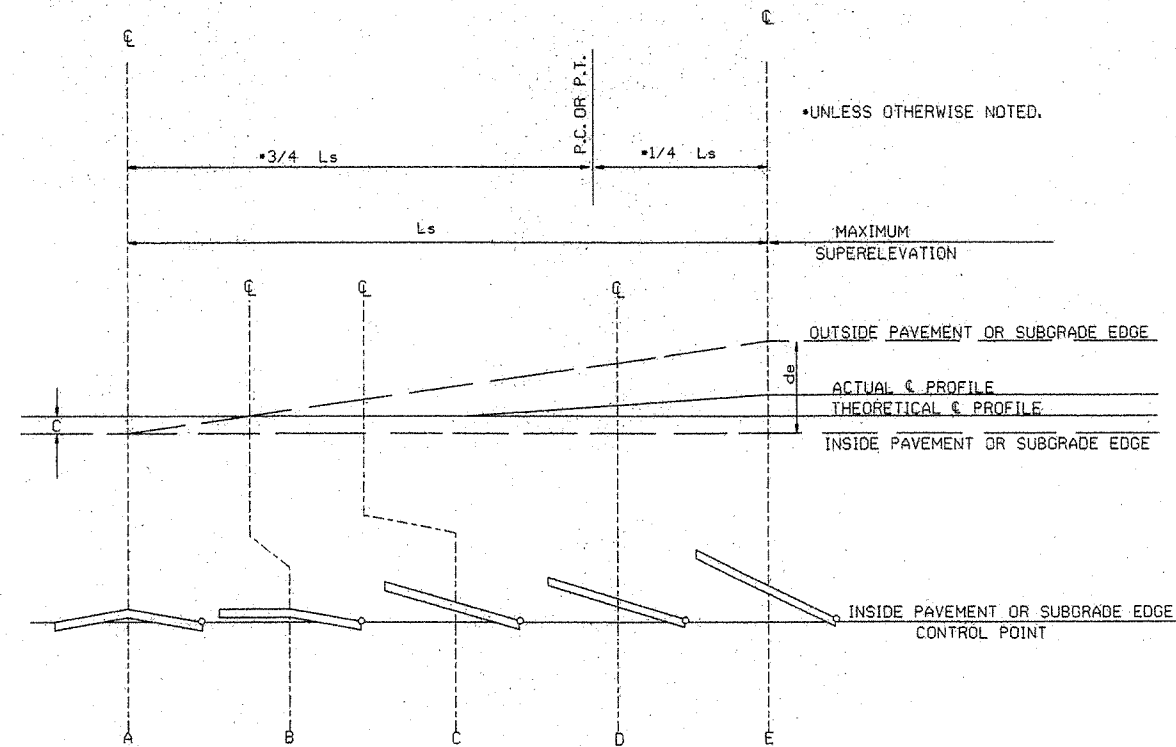 ℄ ℄
P.C. OR P.T.
*UNLESS OTHERWISE NOTED.
*3/4 Ls *1/4 Ls
Ls
MAXIMUM
SUPERELEVATION
℄ ℄ ℄
OUTSIDE PAVEMENT OR SUBGRADE EDGE
de
ACTUAL ℄ PROFILE
THEORETICAL ℄ PROFILE
C
INSIDE PAVEMENT OR SUBGRADE EDGE
INSIDE PAVEMENT OR SUBGRADE EDGE
CONTROL POINT
A B C D E